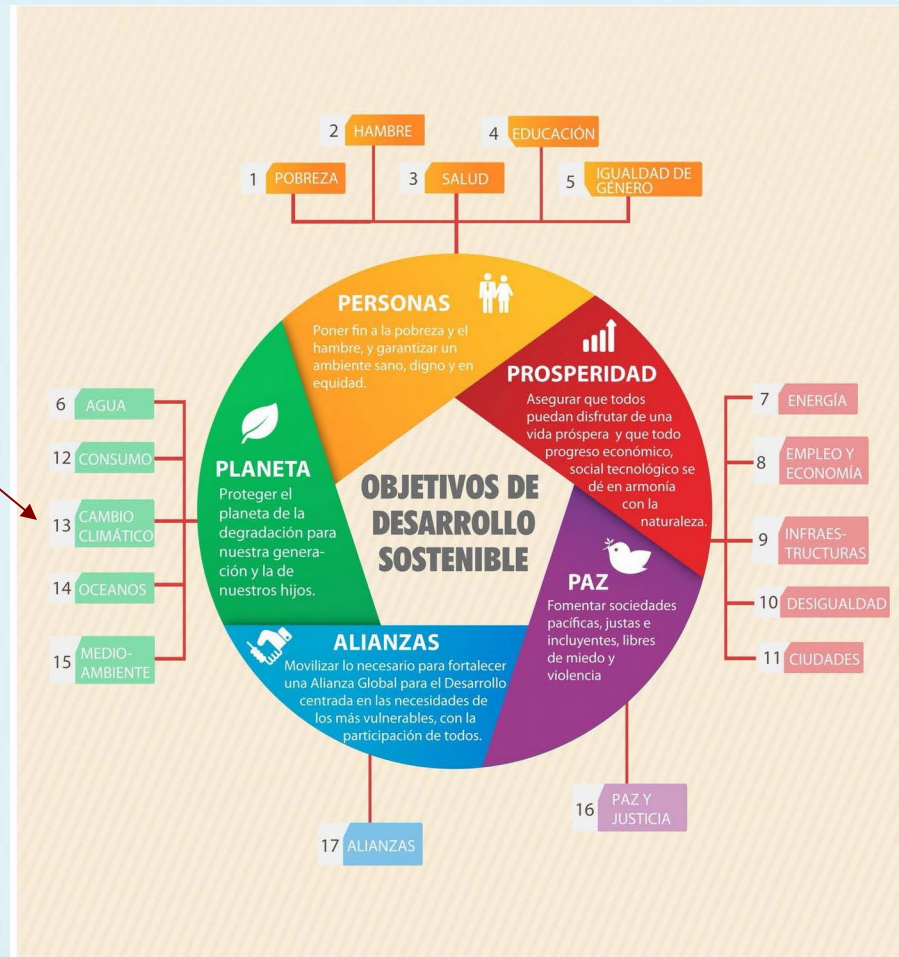 2 HAMBRE
4 EDUCACIÓN
1 POBREZA
3 SALUD
5 IGUALDAD DE
GÉNERO
PERSONAS
Poner fin a la pobreza y el
hambre, y garantizar un
ambiente sano, digno y en
equidad.
PROSPERIDAD
Asegurar que todos
puedan disfrutar de una
vida próspera y que todo
progreso económico,
social tecnológico se
dé en armonía
con la
naturaleza.
6 AGUA
12 CONSUMO
13 CAMBIO
CLIMÁTICO
14 OCEANOS
15 MEDIO-
AMBIENTE
PLANETA
Proteger el
planeta de la
degradación para
nuestra genera-
ción y la de
nuestros hijos.
OBJETIVOS DE
DESARROLLO
SOSTENIBLE
7 ENERGÍA
8 EMPLEO Y
ECONOMÍA
9 INFRAES-
TRUCTURAS
10 DESIGUALDAD
11 CIUDADES
PAZ
Fomentar sociedades
pacíficas, justas e
incluyentes, libres
de miedo y
violencia
ALIANZAS
Movilizar lo necesario para fortalecer
una Alianza Global para el Desarrollo
centrada en las necesidades de
los más vulnerables, con la
participación de todos.
16 PAZ Y
JUSTICIA
17 ALIANZAS